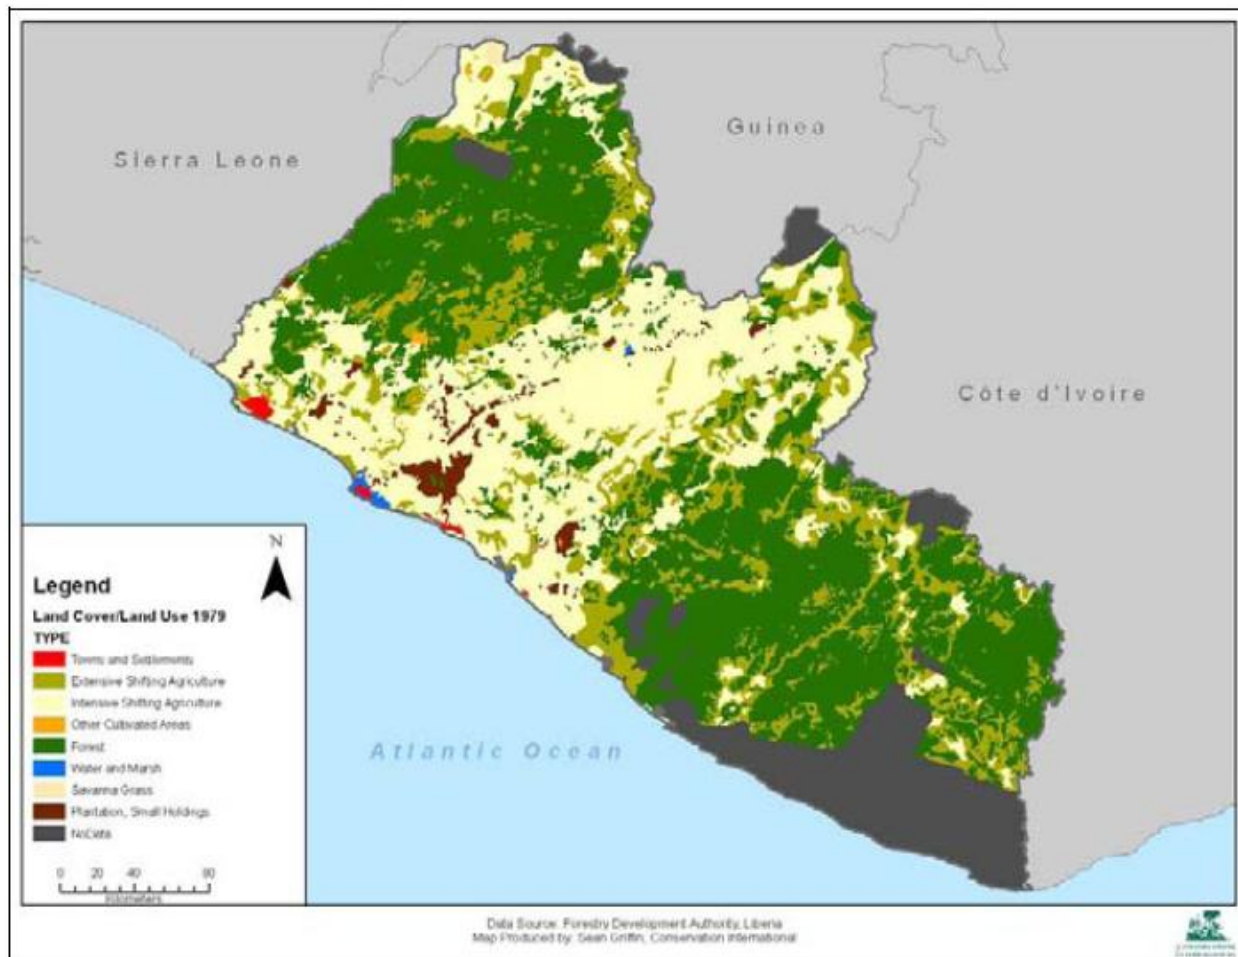 Guinea
Sierra Leone
Côte d'Ivoire
N
Legend
Land Cover/Land Use 1979
TYPE
Towns and Settlements
Extensive Shifting Agriculture
Intensive Shifting Agriculture
Other Cultivated Areas
Forest
Water and Marsh
Savanna Grass
Plantation, Small Holdings
NoData
Atlantic Ocean
0 20 40 80
Kilometers
Data Source: Forestry Development Authority, Liberia
Map Produced by: Sean Griffin, Conservation International